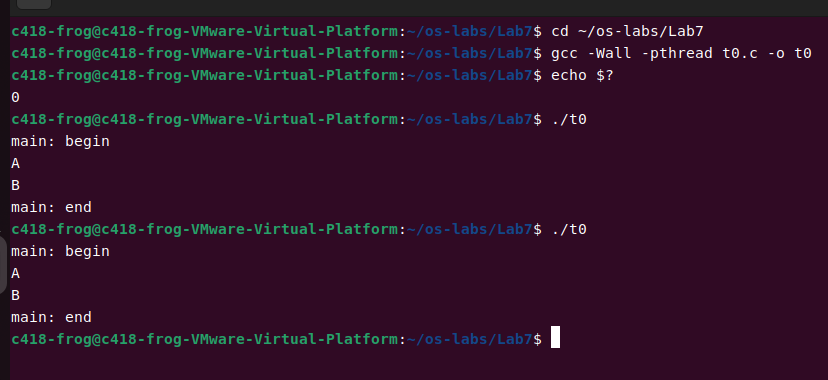 c418-frog@c418-frog-VMware-Virtual-Platform:~/os-labs/Lab7$ cd ~/os-labs/Lab7
c418-frog@c418-frog-VMware-Virtual-Platform:~/os-labs/Lab7$ gcc -Wall -pthread t0.c -o t0
c418-frog@c418-frog-VMware-Virtual-Platform:~/os-labs/Lab7$ echo $?
0
c418-frog@c418-frog-VMware-Virtual-Platform:~/os-labs/Lab7$ ./t0
main: begin
A
B
main: end
c418-frog@c418-frog-VMware-Virtual-Platform:~/os-labs/Lab7$ ./t0
main: begin
A
B
main: end
c418-frog@c418-frog-VMware-Virtual-Platform:~/os-labs/Lab7$